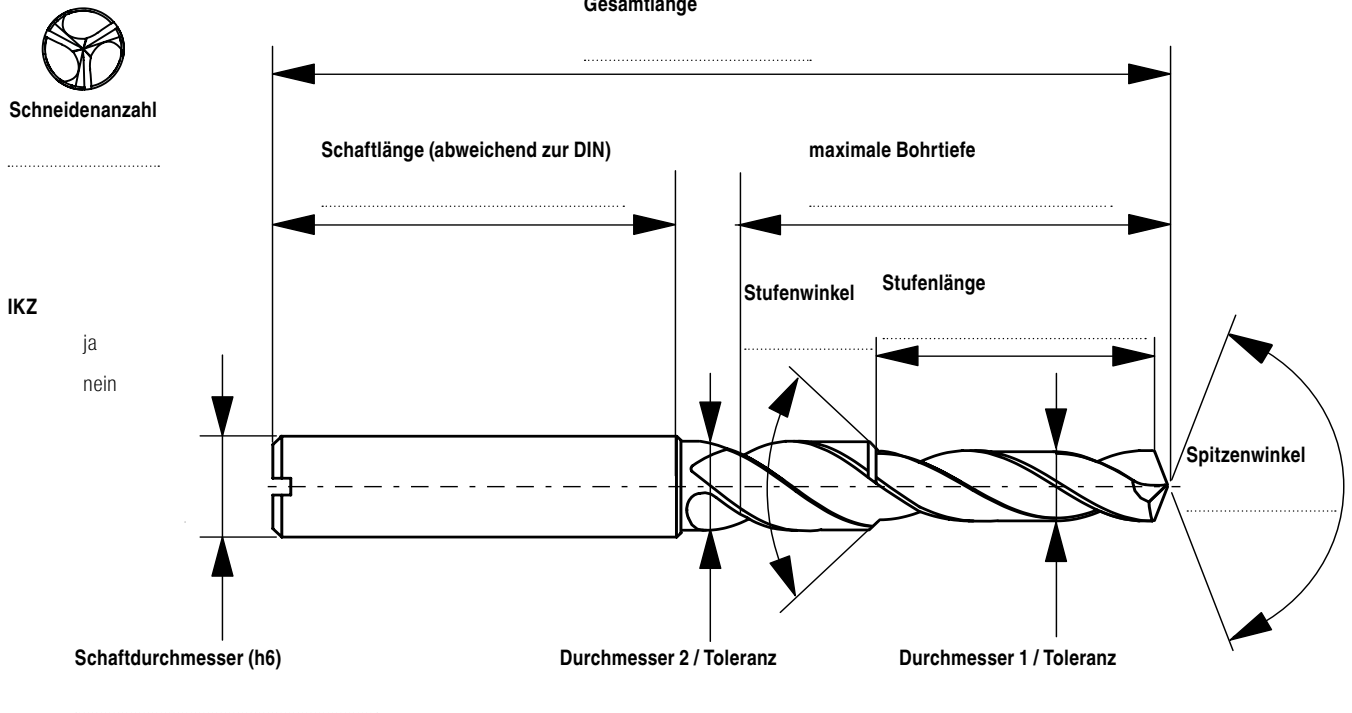 Gesamtlänge
Schneidenanzahl
Schaftlänge (abweichend zur DIN)
maximale Bohrtiefe
Stufenwinkel
Stufenlänge
IKZ
ja
nein
Spitzenwinkel
Schaftdurchmesser (h6)
Durchmesser 2 / Toleranz
Durchmesser 1 / Toleranz